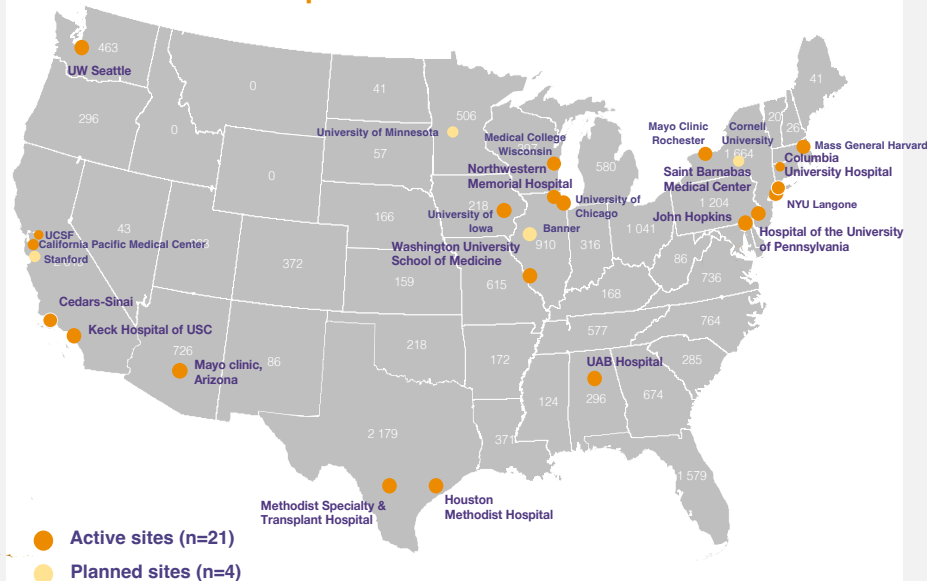 463
UW Seattle
296
0
0
41
506
University of Minnesota
57
0
Medical College
Wisconsin
Northwestern
Memorial Hospital
580
Mayo Clinic
Rochester
Cornell
University
1 664
20
26
41
Mass General Harvard
Columbia
University Hospital
Saint Barnabas
Medical Center
NYU Langone
1 204
John Hopkins
Hospital of the University
of Pennsylvania
218
University of
Iowa
University of
Chicago
Banner
166
43
UCSF
California Pacific Medical Center
Stanford
Washington University
School of Medicine
910
316
1 041
86
736
372
159
615
168
Cedars-Sinai
Keck Hospital of USC
577
764
726
Mayo clinic,
Arizona
86
218
172
UAB Hospital
285
124
296
674
2 179
371
1 579
Methodist Specialty &
Transplant Hospital
Houston
Methodist Hospital
Active sites (n=21)
Planned sites (n=4)